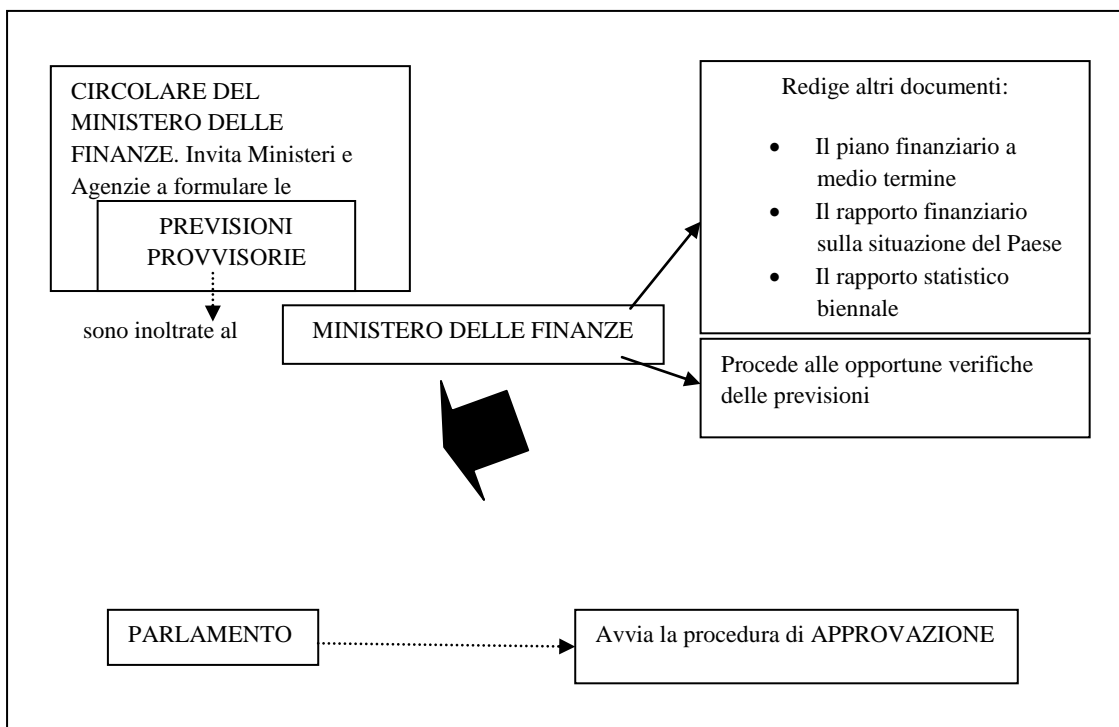 CIRCOLARE DEL
MINISTERO DELLE
FINANZE. Invita Ministeri e
Agenzie a formulare le
PREVISIONI
PROVVISORIE
sono inoltrate al
MINISTERO DELLE FINANZE
Redige altri documenti:
• Il piano finanziario a
medio termine
• Il rapporto finanziario
sulla situazione del Paese
• Il rapporto statistico
biennale
Procede alle opportune verifiche
delle previsioni
PARLAMENTO
Avvia la procedura di APPROVAZIONE